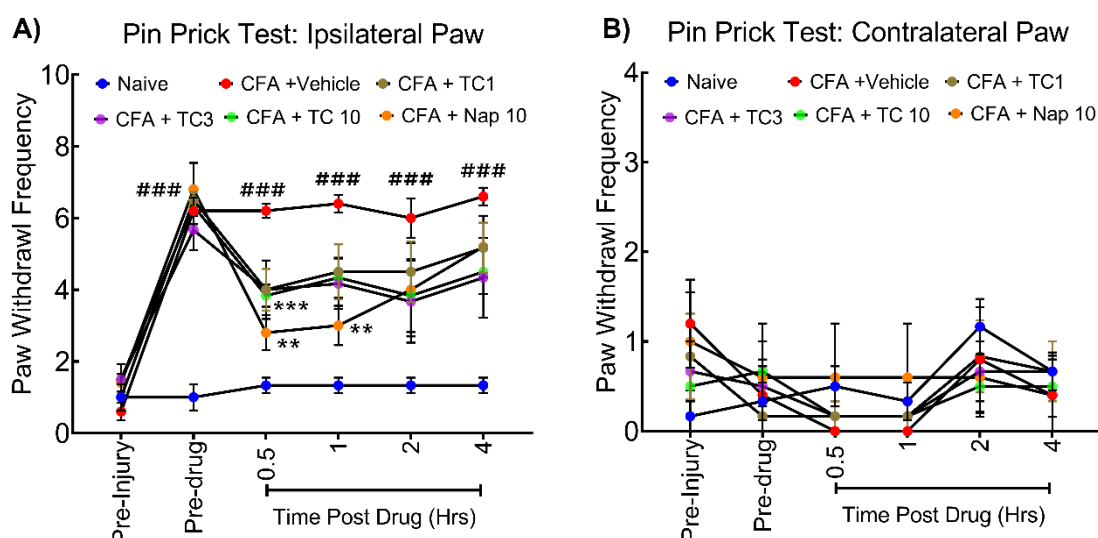 A) Pin Prick Test: Ipsilateral Paw
Naive CFA +Vehicle CFA + TC1
CFA + TC3 CFA + TC 10 CFA + Nap 10
Paw Withdrawl Frequency
10
8
6
4
2
0
### ### ### ### ###
***
** **
Pre-Injury Pre-drug 0.5 1 2 4
Time Post Drug (Hrs)
B) Pin Prick Test: Contralateral Paw
Naive CFA +Vehicle CFA + TC1
CFA + TC3 CFA + TC 10 CFA + Nap 10
Paw Withdrawl Frequency
4
3
2
1
0
Pre-Injury Pre-drug 0.5 1 2 4
Time Post Drug (Hrs)